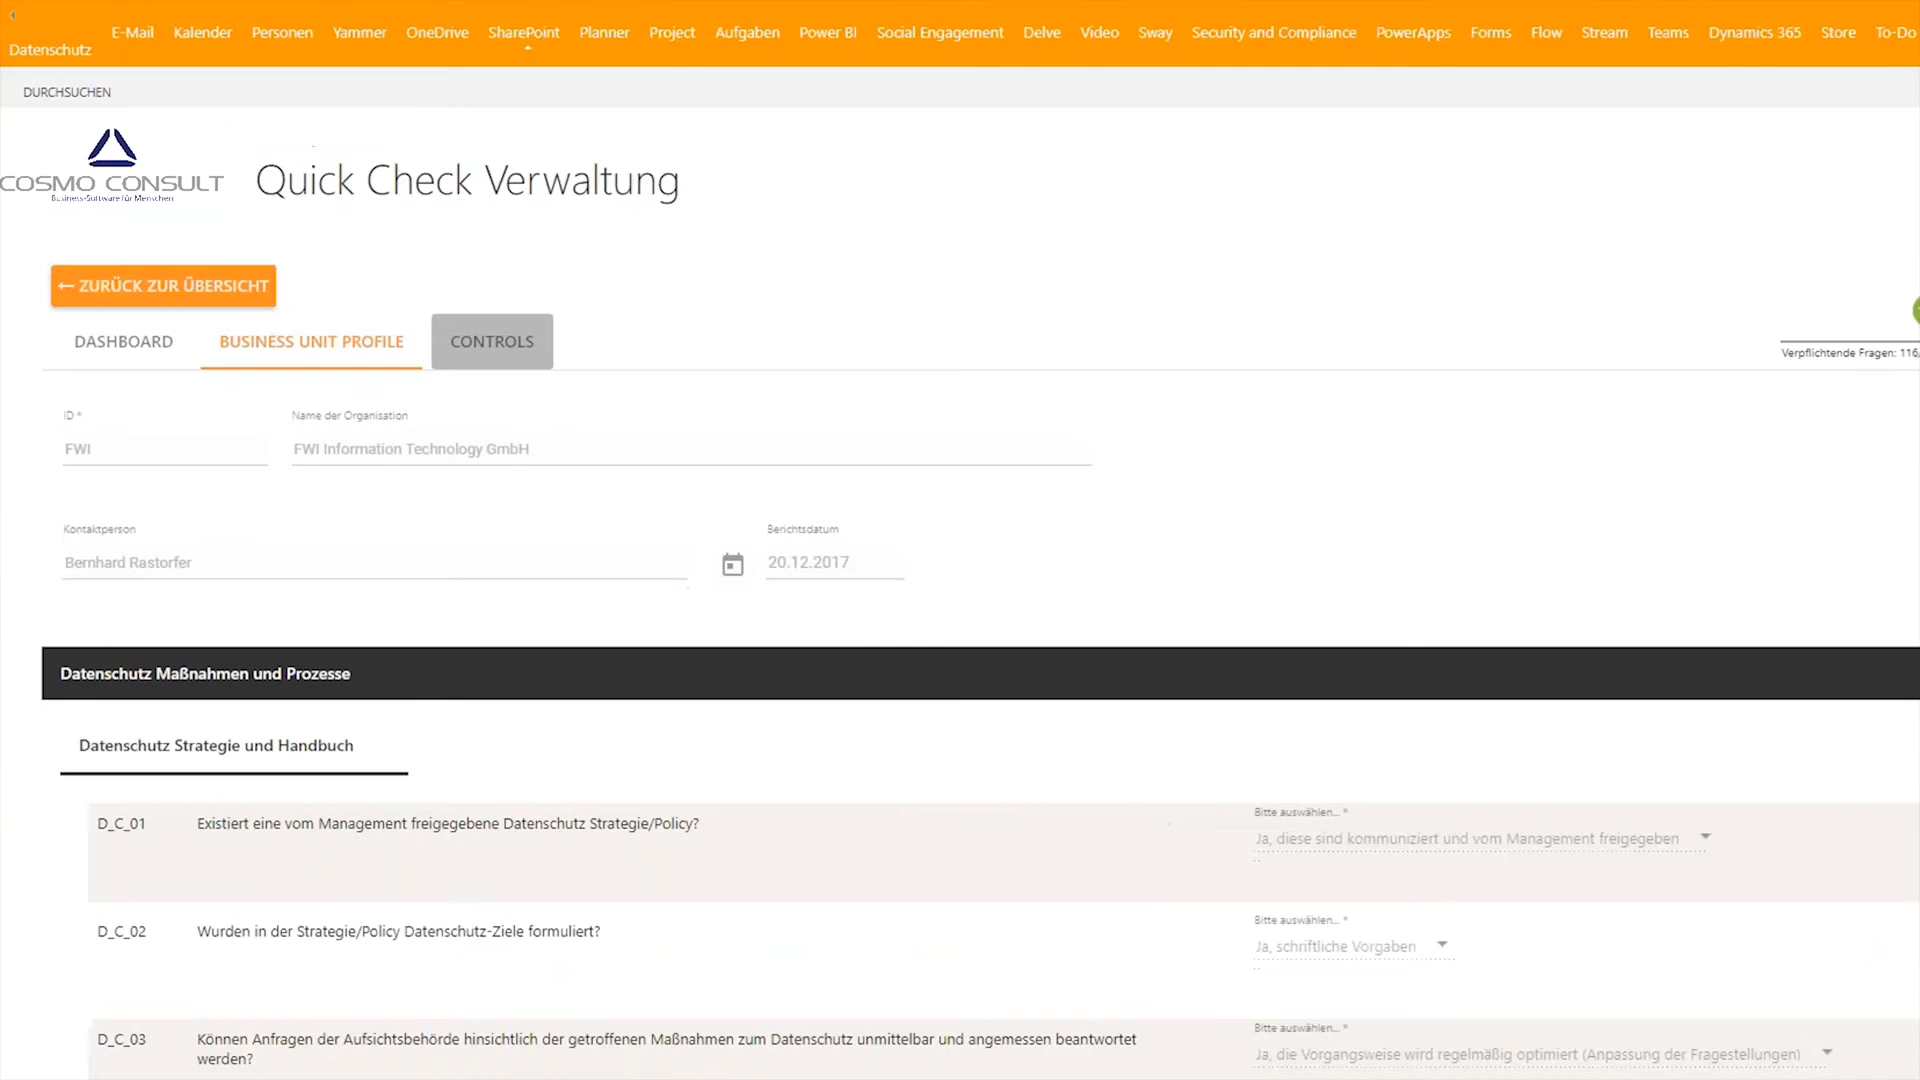 E-Mail Kalender Personen Yammer OneDrive SharePoint Planner Project Aufgaben Power BI Social Engagement Delve Video Sway Security and Compliance PowerApps Forms Flow Stream Teams Dynamics 365 Store To-Do
Datenschutz
DURCHSUCHEN
COSMO CONSULT
Business-Software für Menschen
Quick Check Verwaltung
← ZURÜCK ZUR ÜBERSICHT
DASHBOARD BUSINESS UNIT PROFILE CONTROLS
Verpflichtende Fragen: 116
ID * Name der Organisation
FWI FWI Information Technology GmbH
Kontaktperson Berichtsdatum
Bernhard Rastorfer 20.12.2017
Datenschutz Maßnahmen und Prozesse
Datenschutz Strategie und Handbuch
Bitte auswählen... *
D_C_01 Existiert eine vom Management freigegebene Datenschutz Strategie/Policy?
Ja, diese sind kommuniziert und vom Management freigegeben
Bitte auswählen... *
D_C_02 Wurden in der Strategie/Policy Datenschutz-Ziele formuliert?
Ja, schriftliche Vorgaben
Bitte auswählen... *
D_C_03 Können Anfragen der Aufsichtsbehörde hinsichtlich der getroffenen Maßnahmen zum Datenschutz unmittelbar und angemessen beantwortet
werden?
Ja, die Vorgangsweise wird regelmäßig optimiert (Anpassung der Fragestellungen)